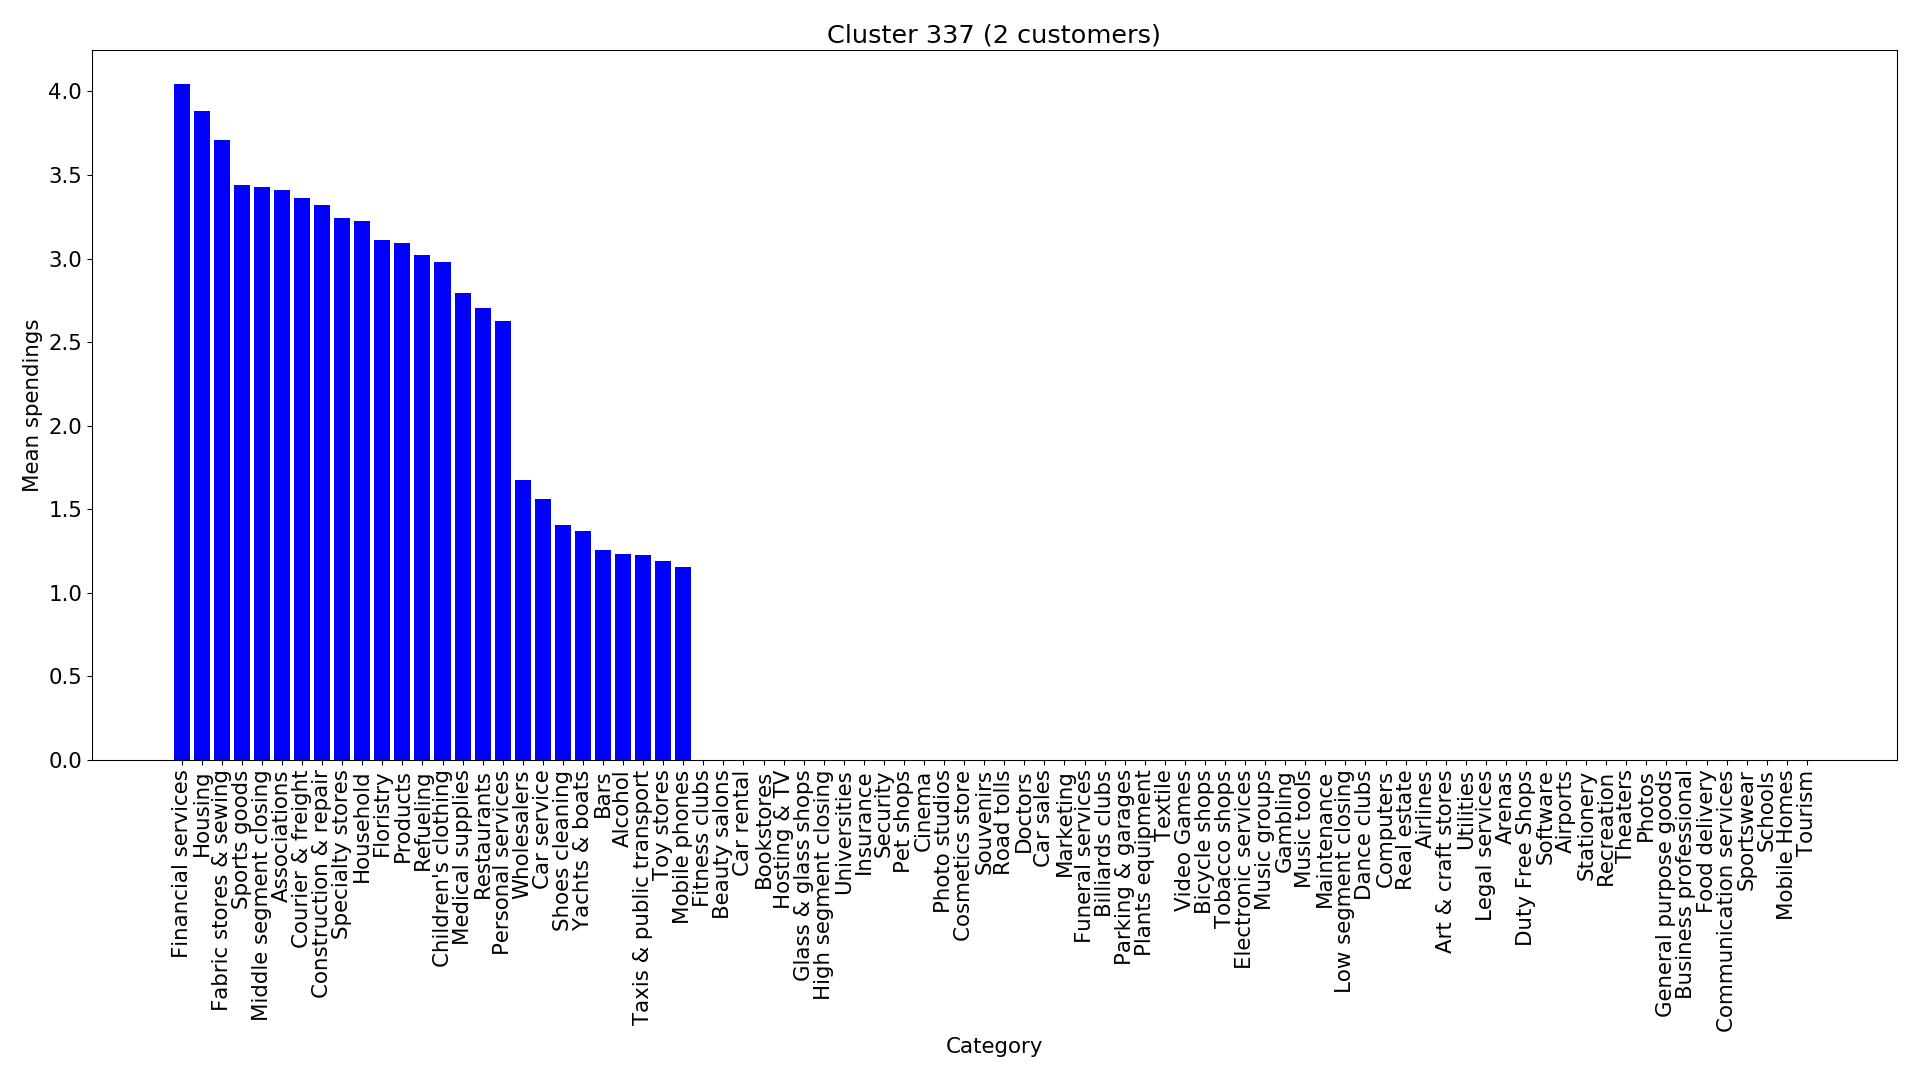 Cluster 337 (2 customers)
4.0
3.5
3.0
2.5
2.0
1.5
1.0
0.5
0.0
Mean spendings
Financial services
Housing
Fabric stores & sewing
Sports goods
Middle segment closing
Associations
Courier & freight
Construction & repair
Specialty stores
Household
Floristry
Products
Refueling
Children's clothing
Medical supplies
Restaurants
Personal services
Wholesalers
Car service
Shoes cleaning
Yachts & boats
Bars
Alcohol
Taxis & public transport
Toy stores
Mobile phones
Fitness clubs
Beauty salons
Car rental
Bookstores
Hosting & TV
Glass & glass shops
High segment closing
Universities
Insurance
Security
Pet shops
Cinema
Photo studios
Cosmetics store
Souvenirs
Road tolls
Doctors
Car sales
Marketing
Funeral services
Billiards clubs
Parking & garages
Plants equipment
Textile
Video Games
Bicycle shops
Tobacco shops
Electronic services
Music groups
Gambling
Music tools
Maintenance
Low segment closing
Dance clubs
Computers
Real estate
Airlines
Art & craft stores
Utilities
Legal services
Arenas
Duty Free Shops
Software
Airports
Stationery
Recreation
Theaters
Photos
General purpose goods
Business professional
Food delivery
Communication services
Sportswear
Schools
Mobile Homes
Tourism
Category